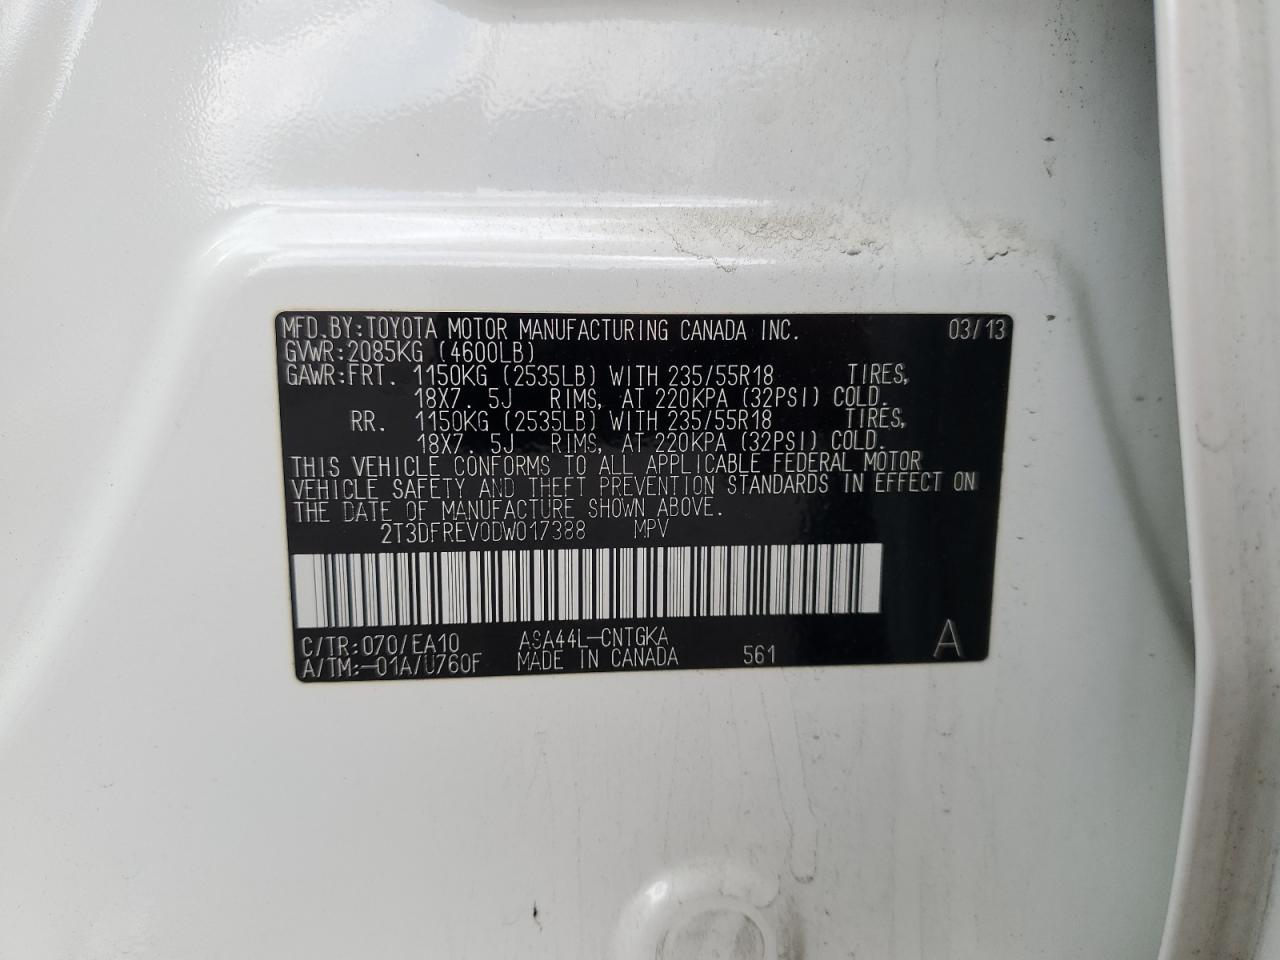 MFD.BY:TOYOTA MOTOR MANUFACTURING CANADA INC. 03/13
GVWR:2085KG (4600LB)
GAWR:FRT. 1150KG (2535LB) WITH 235/55R18 TIRES,
18X7. 5J RIMS, AT 220KPA (32PSI) COLD.
RR. 1150KG (2535LB) WITH 235/55R18 TIRES,
18X7. 5J RIMS, AT 220KPA (32PSI) COLD.
THIS VEHICLE CONFORMS TO ALL APPLICABLE FEDERAL MOTOR
VEHICLE SAFETY AND THEFT PREVENTION STANDARDS IN EFFECT ON
THE DATE OF MANUFACTURE SHOWN ABOVE.
2T3DFREV0DW017388 MPV
C/TR:070/EA10 ASA44L-CNTGKA
A/TM:-01A/U760F MADE IN CANADA 561 A